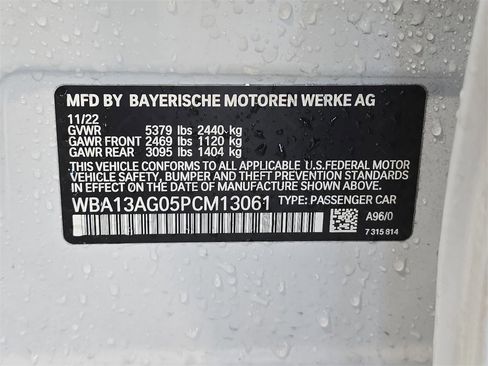 MFD BY BAYERISCHE MOTOREN WERKE AG
11/22
GVWR 5379 lbs 2440 kg
GAWR FRONT 2469 lbs 1120 kg
GAWR REAR 3095 lbs 1404 kg
THIS VEHICLE CONFORMS TO ALL APPLICABLE U.S.FEDERAL MOTOR
VEHICLE SAFETY, BUMPER AND THEFT PREVENTION STANDARDS
IN EFFECT ON THE DATE OF MANUFACTURE SHOWN ABOVE.
WBA13AG05PCM13061 TYPE: PASSENGER CAR
A96/0
7 315 814